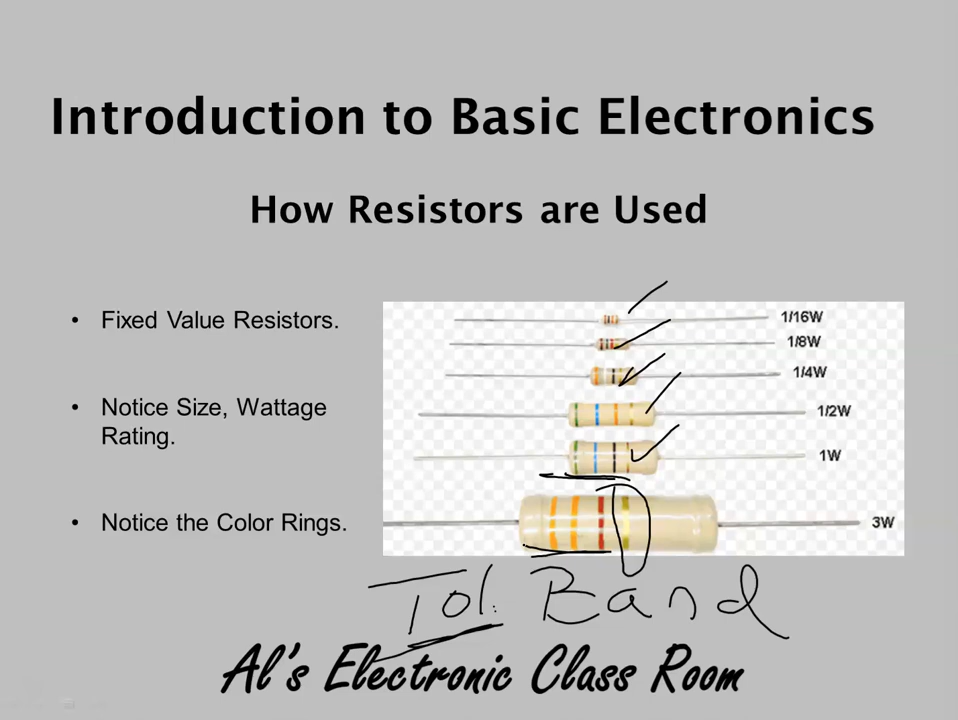 Introduction to Basic Electronics
How Resistors are Used
• Fixed Value Resistors.
• Notice Size, Wattage
Rating.
• Notice the Color Rings.
1/16W
1/8W
1/4W
1/2W
1W
3W
Tol. Band
Al's Electronic Class Room